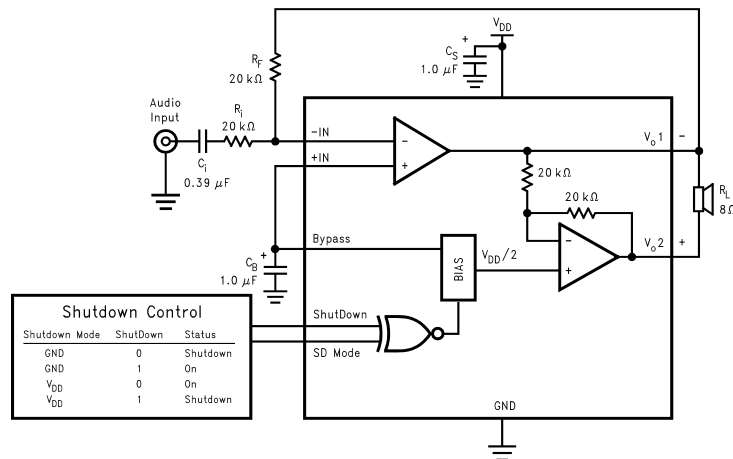 V_DD
+
C_S
1.0 μF
R_F
20 kΩ
Audio
Input
R_i
20 kΩ
C_i
0.39 μF
-IN
+IN
-
+
V_o1 -
20 kΩ
20 kΩ
R_L
8Ω
V_o2 +
-
+
Bypass
V_DD/2
BIAS
+
C_B
1.0 μF
ShutDown
SD Mode
GND
Shutdown Control
Shutdown Mode ShutDown Status
GND 0 Shutdown
GND 1 On
V_DD 0 On
V_DD 1 Shutdown